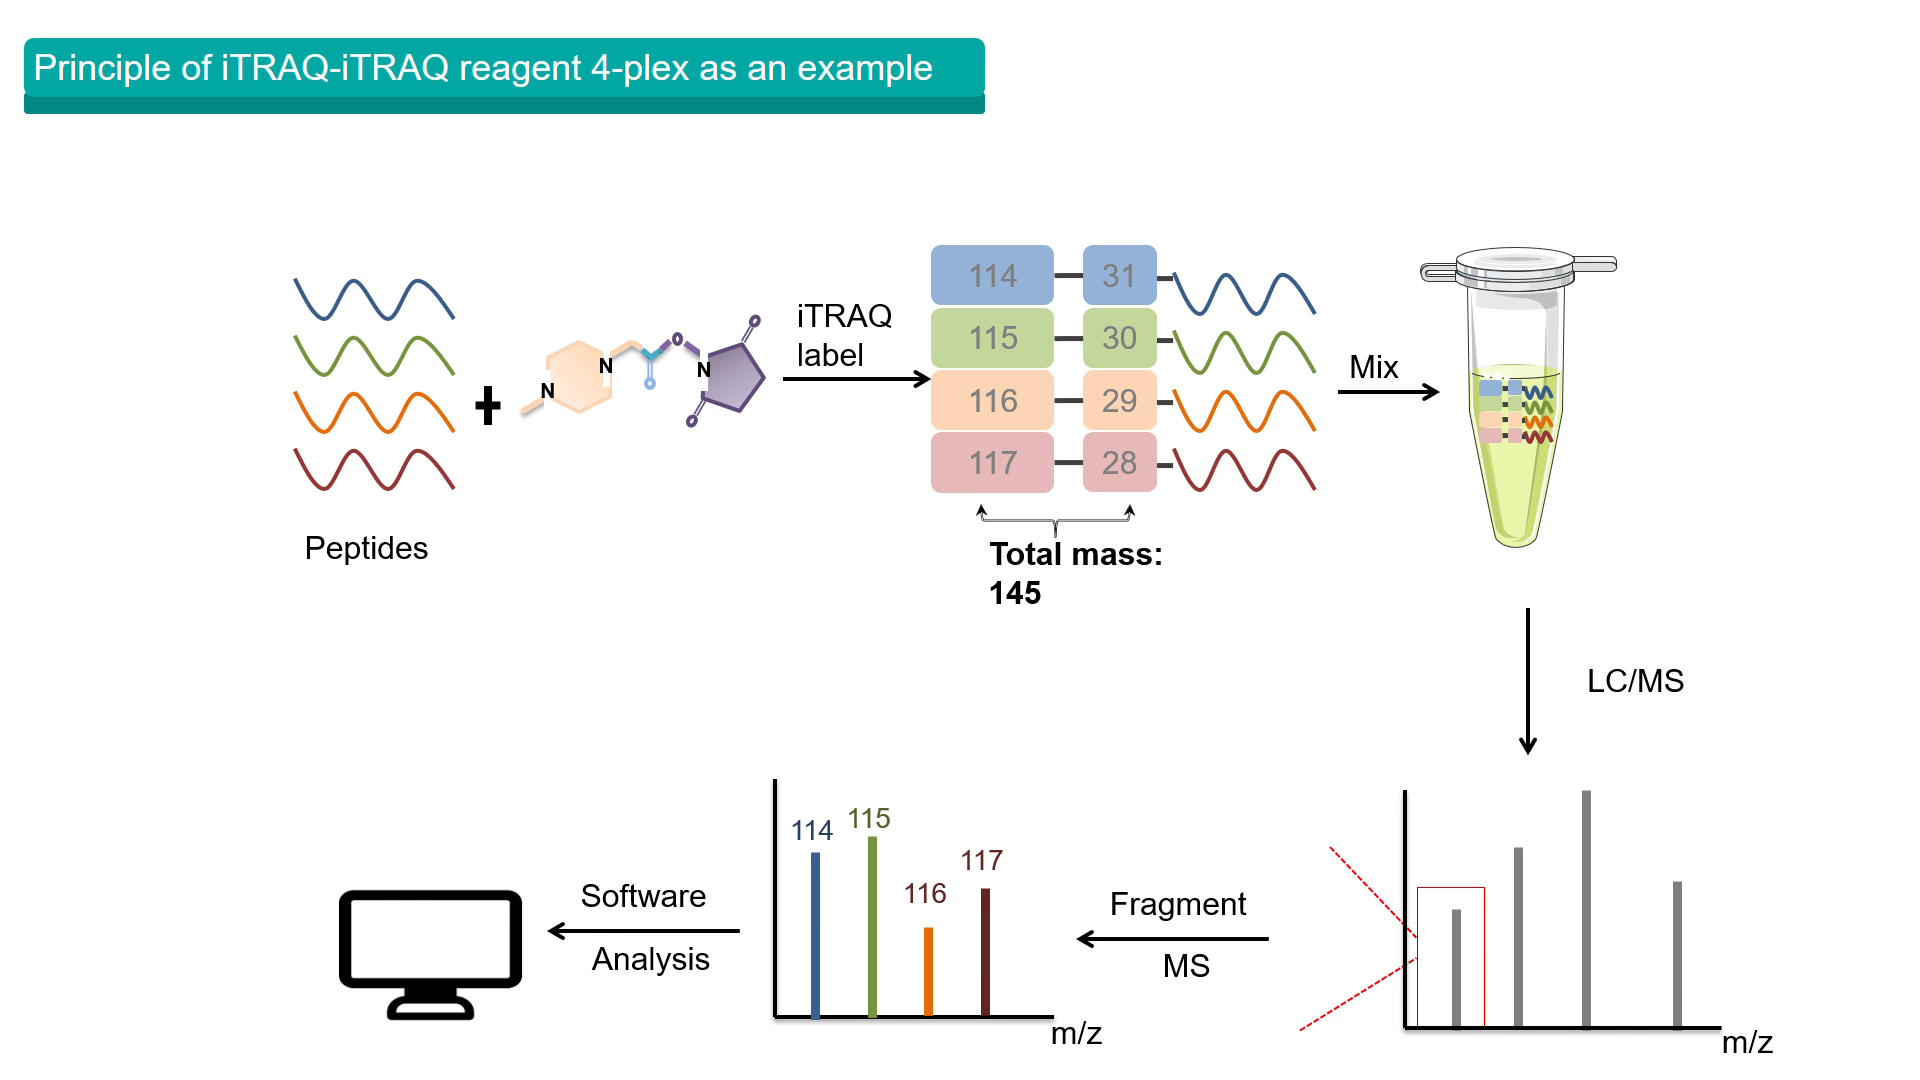 Principle of iTRAQ-iTRAQ reagent 4-plex as an example
Peptides
N
N
O
O
N
O
O
iTRAQ
label
114 31
115 30
116 29
117 28
Total mass:
145
Mix
LC/MS
m/z
Fragment
MS
114
115
116
117
m/z
Software
Analysis